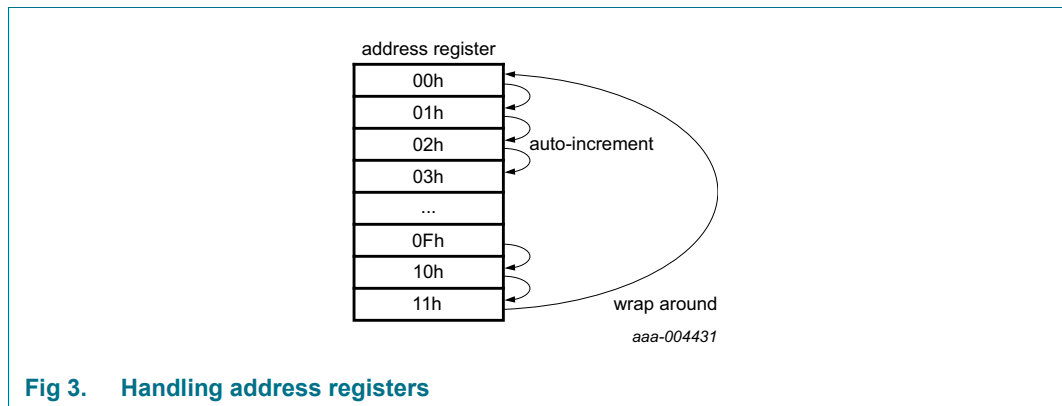 address register
00h
01h
02h
auto-increment
03h
...
0Fh
10h
11h
wrap around
aaa-004431
Fig 3. Handling address registers